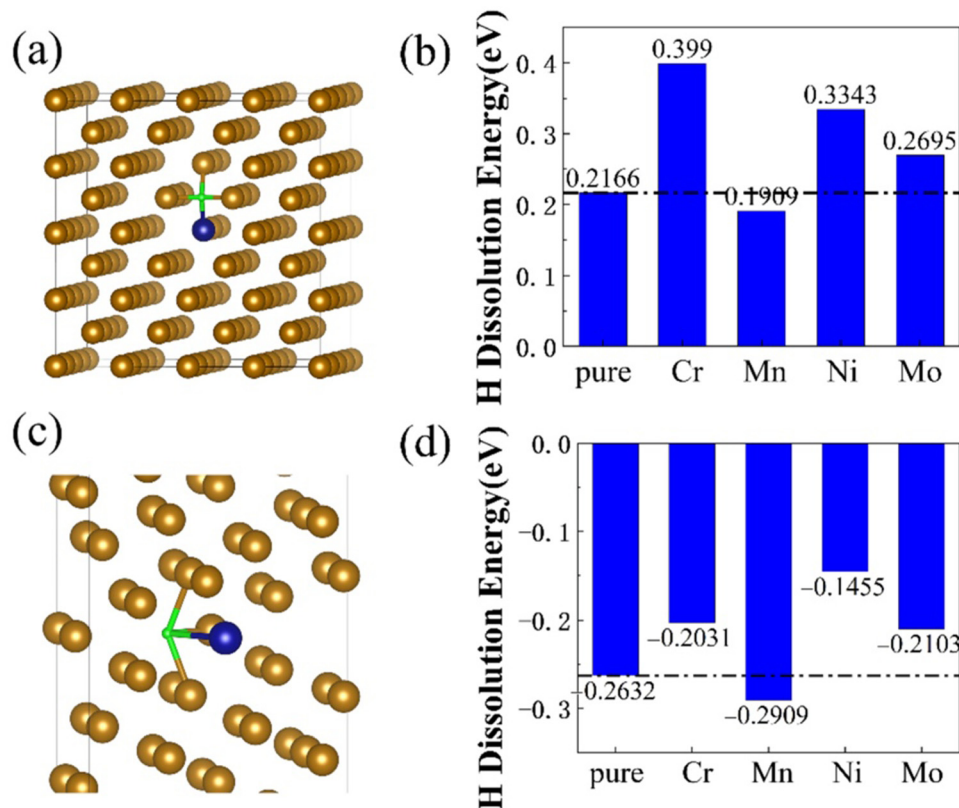 (a)
(b)
H Dissolution Energy(eV)
0.4
0.3
0.2
0.1
0.0
0.2166
0.399
0.1909
0.3343
0.2695
pure Cr Mn Ni Mo
(c)
(d)
H Dissolution Energy(eV)
0.0
−0.1
−0.2
−0.3
−0.2632
−0.2031
−0.2909
−0.1455
−0.2103
pure Cr Mn Ni Mo